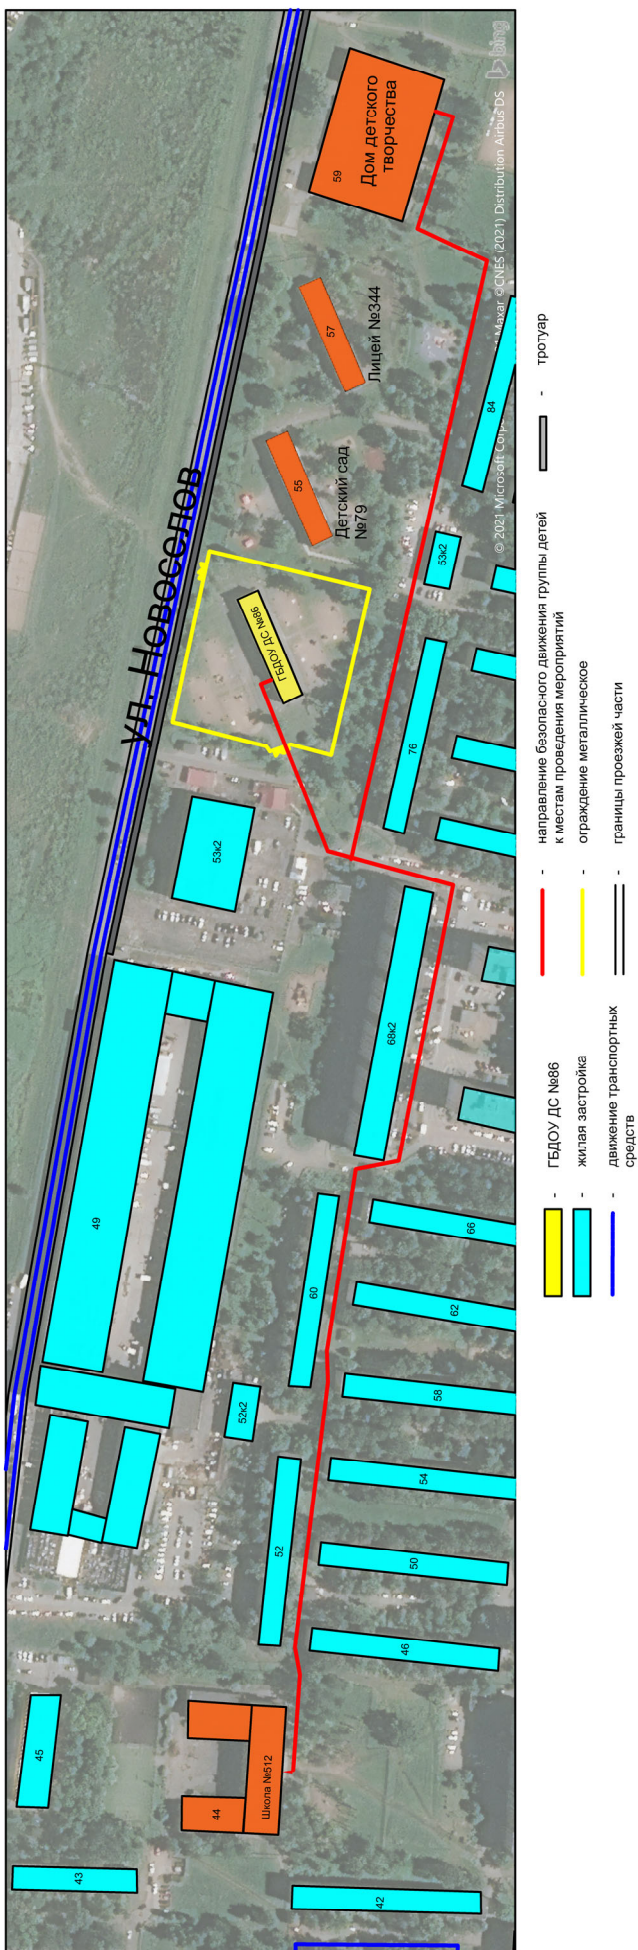 ул. Новоселов
Дом детского
творчества
59
57
Лицей №344
55
Детский сад
№79
ГБДОУ ДС №86
53к2
84
53к2
76
68к2
49
60
66
62
58
54
50
46
52к2
52
45
44
Школа №512
43
42
bing
© 2021 Microsoft Corp
Maxar ©CNES (2021) Distribution Airbus DS
- ГБДОУ ДС №86
- жилая застройка
- движение транспортных
средств
- направление безопасного движения группы детей
к местам проведения мероприятий
- ограждение металлическое
- границы проезжей части
- тротуар